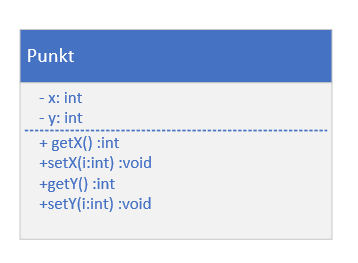 Punkt
- x: int
- y: int
+ getX() :int
+setX(i:int) :void
+getY() :int
+setY(i:int) :void